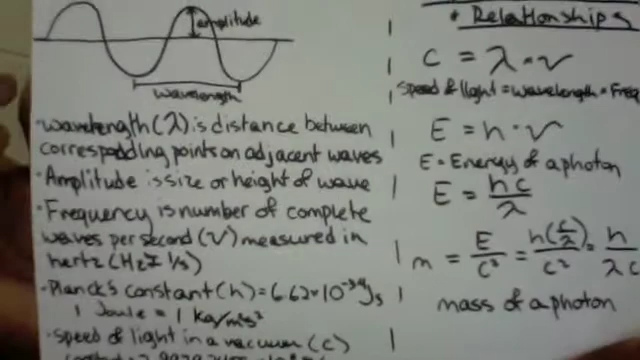 Amplitude
wavelength
• wavelength (λ) is distance between
correspodding points on adjacent waves
• Amplitude is size or height of wave
• Frequency is number of complete
waves per second (ν) measured in
hertz (Hz = 1/s)
• Planck's constant (h) = 6.62×10⁻³⁴ Js
1 Joule = 1 kg/m²s²
• Speed of light in a vacuum (c)
• Relationships
c = λ · ν
Speed of light = wavelength × Freq
E = h · ν
E = Energy of a photon
E = hc/λ
m = E/c² = h(c/λ)/c² = h/λc
mass of a photon